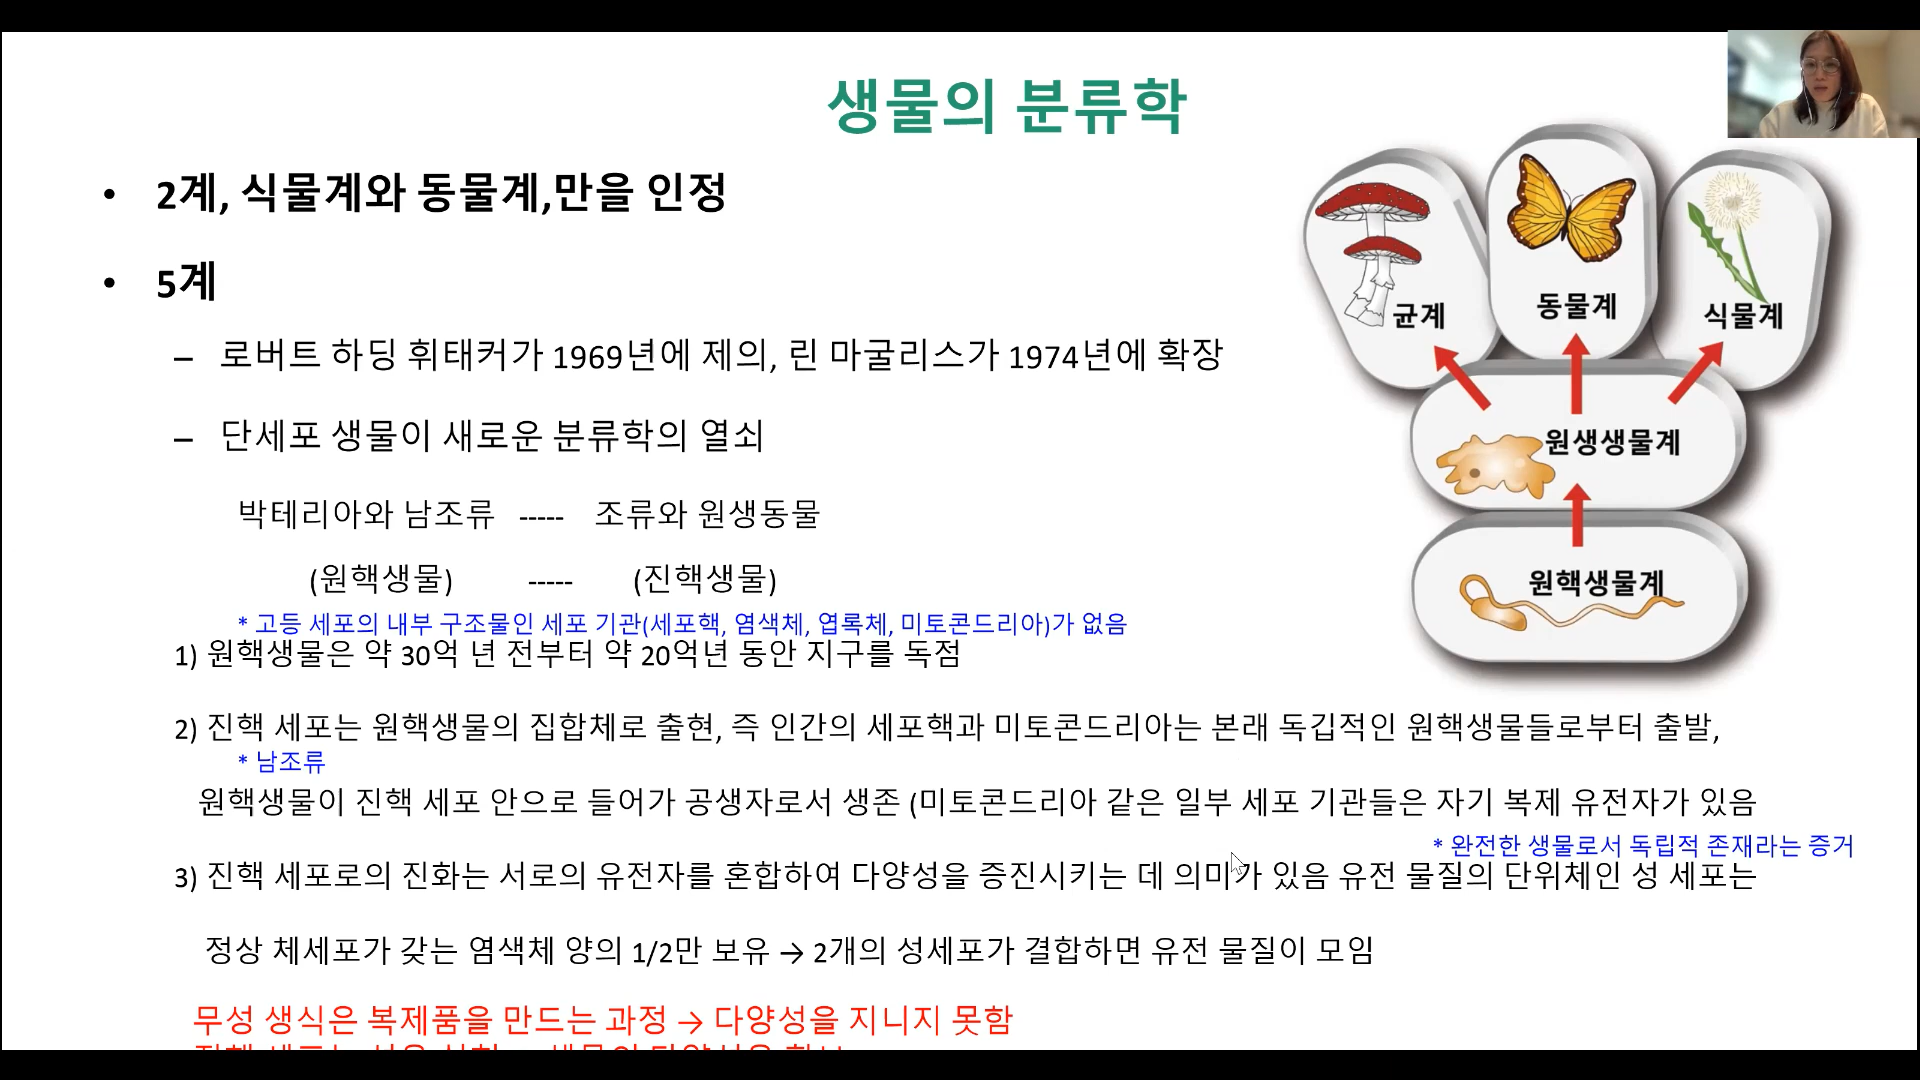 생물의 분류학
• 2계, 식물계와 동물계,만을 인정
• 5계
– 로버트 하딩 휘태커가 1969년에 제의, 린 마굴리스가 1974년에 확장
– 단세포 생물이 새로운 분류학의 열쇠
박테리아와 남조류 ----- 조류와 원생동물
(원핵생물) ----- (진핵생물)
* 고등 세포의 내부 구조물인 세포 기관(세포핵, 염색체, 엽록체, 미토콘드리아)가 없음
1) 원핵생물은 약 30억 년 전부터 약 20억년 동안 지구를 독점
2) 진핵 세포는 원핵생물의 집합체로 출현, 즉 인간의 세포핵과 미토콘드리아는 본래 독깁적인 원핵생물들로부터 출발,
* 남조류
원핵생물이 진핵 세포 안으로 들어가 공생자로서 생존 (미토콘드리아 같은 일부 세포 기관들은 자기 복제 유전자가 있음
* 완전한 생물로서 독립적 존재라는 증거
3) 진핵 세포로의 진화는 서로의 유전자를 혼합하여 다양성을 증진시키는 데 의미가 있음 유전 물질의 단위체인 성 세포는
정상 체세포가 갖는 염색체 양의 1/2만 보유 → 2개의 성세포가 결합하면 유전 물질이 모임
무성 생식은 복제품을 만드는 과정 → 다양성을 지니지 못함
균계
동물계
식물계
원생생물계
원핵생물계